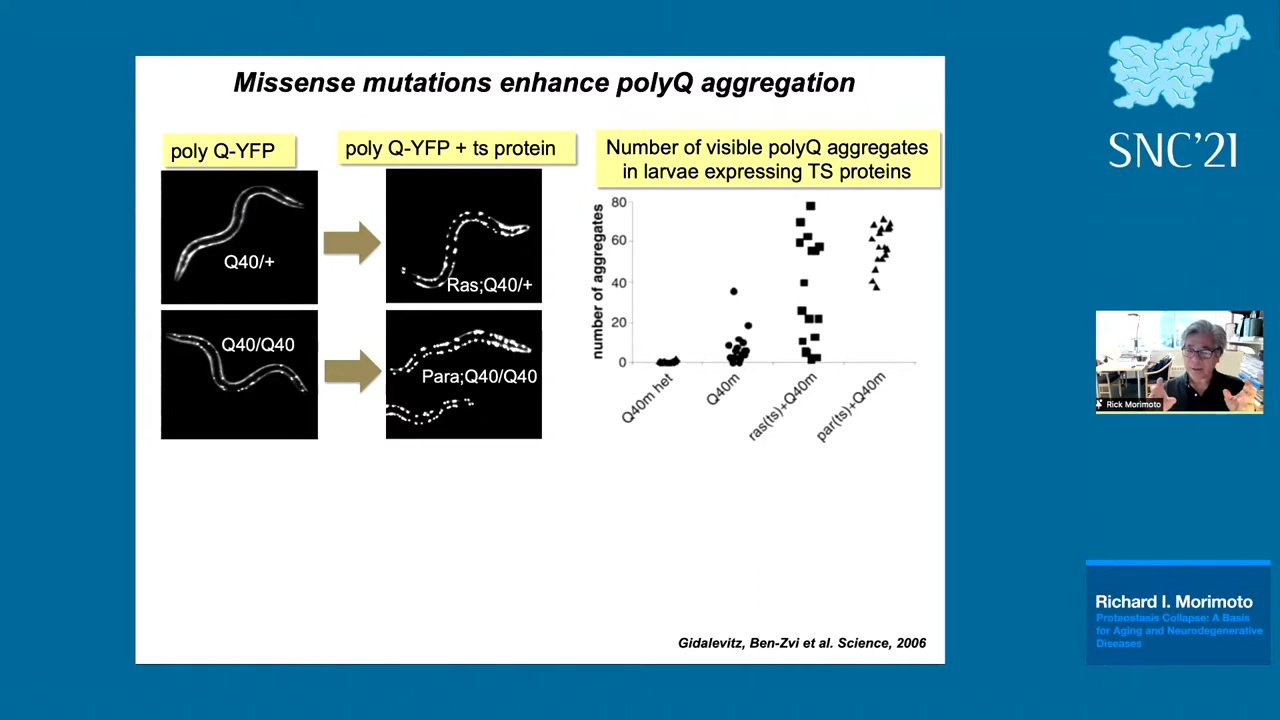 Missense mutations enhance polyQ aggregation
poly Q-YFP
poly Q-YFP + ts protein
Number of visible polyQ aggregates
in larvae expressing TS proteins
Q40/+
Ras;Q40/+
Q40/Q40
Para;Q40/Q40
number of aggregates
80
60
40
20
0
Q40m het
Q40m
ras(ts)+Q40m
par(ts)+Q40m
Gidalevitz, Ben-Zvi et al. Science, 2006
SNC'21
Rick Morimoto
Richard I. Morimoto
Proteostasis Collapse: A Basis
for Aging and Neurodegenerative
Diseases